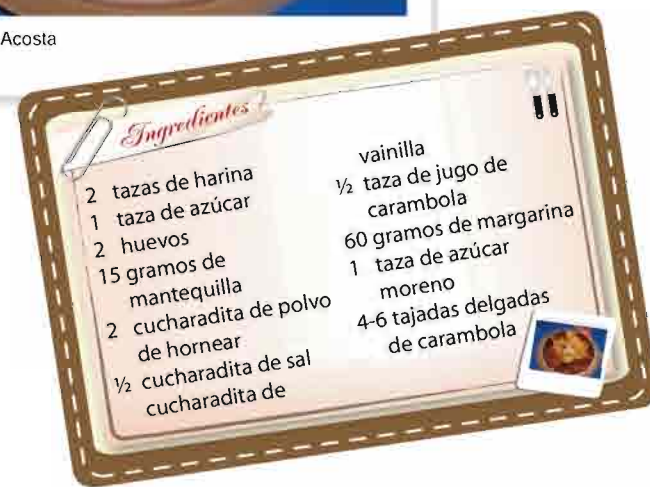 Acosta
Ingredientes
2 tazas de harina
1 taza de azúcar
2 huevos
15 gramos de
mantequilla
2 cucharadita de polvo
de hornear
½ cucharadita de sal
cucharadita de
vainilla
½ taza de jugo de
carambola
60 gramos de margarina
1 taza de azúcar
moreno
4-6 tajadas delgadas
de carambola